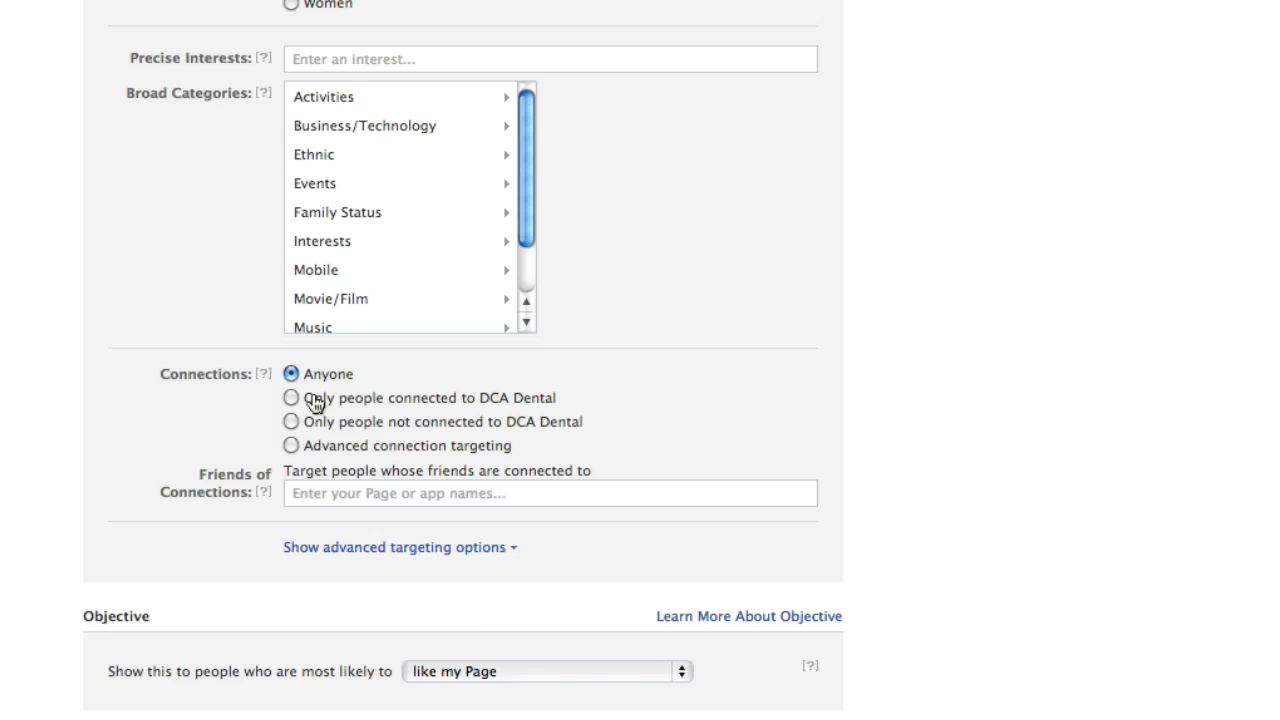 Women
Precise Interests: [?] Enter an interest...
Broad Categories: [?]
Activities
Business/Technology
Ethnic
Events
Family Status
Interests
Mobile
Movie/Film
Music
Connections: [?] Anyone
Only people connected to DCA Dental
Only people not connected to DCA Dental
Advanced connection targeting
Friends of Connections: [?] Target people whose friends are connected to
Enter your Page or app names...
Show advanced targeting options
Objective Learn More About Objective
Show this to people who are most likely to like my Page [?]